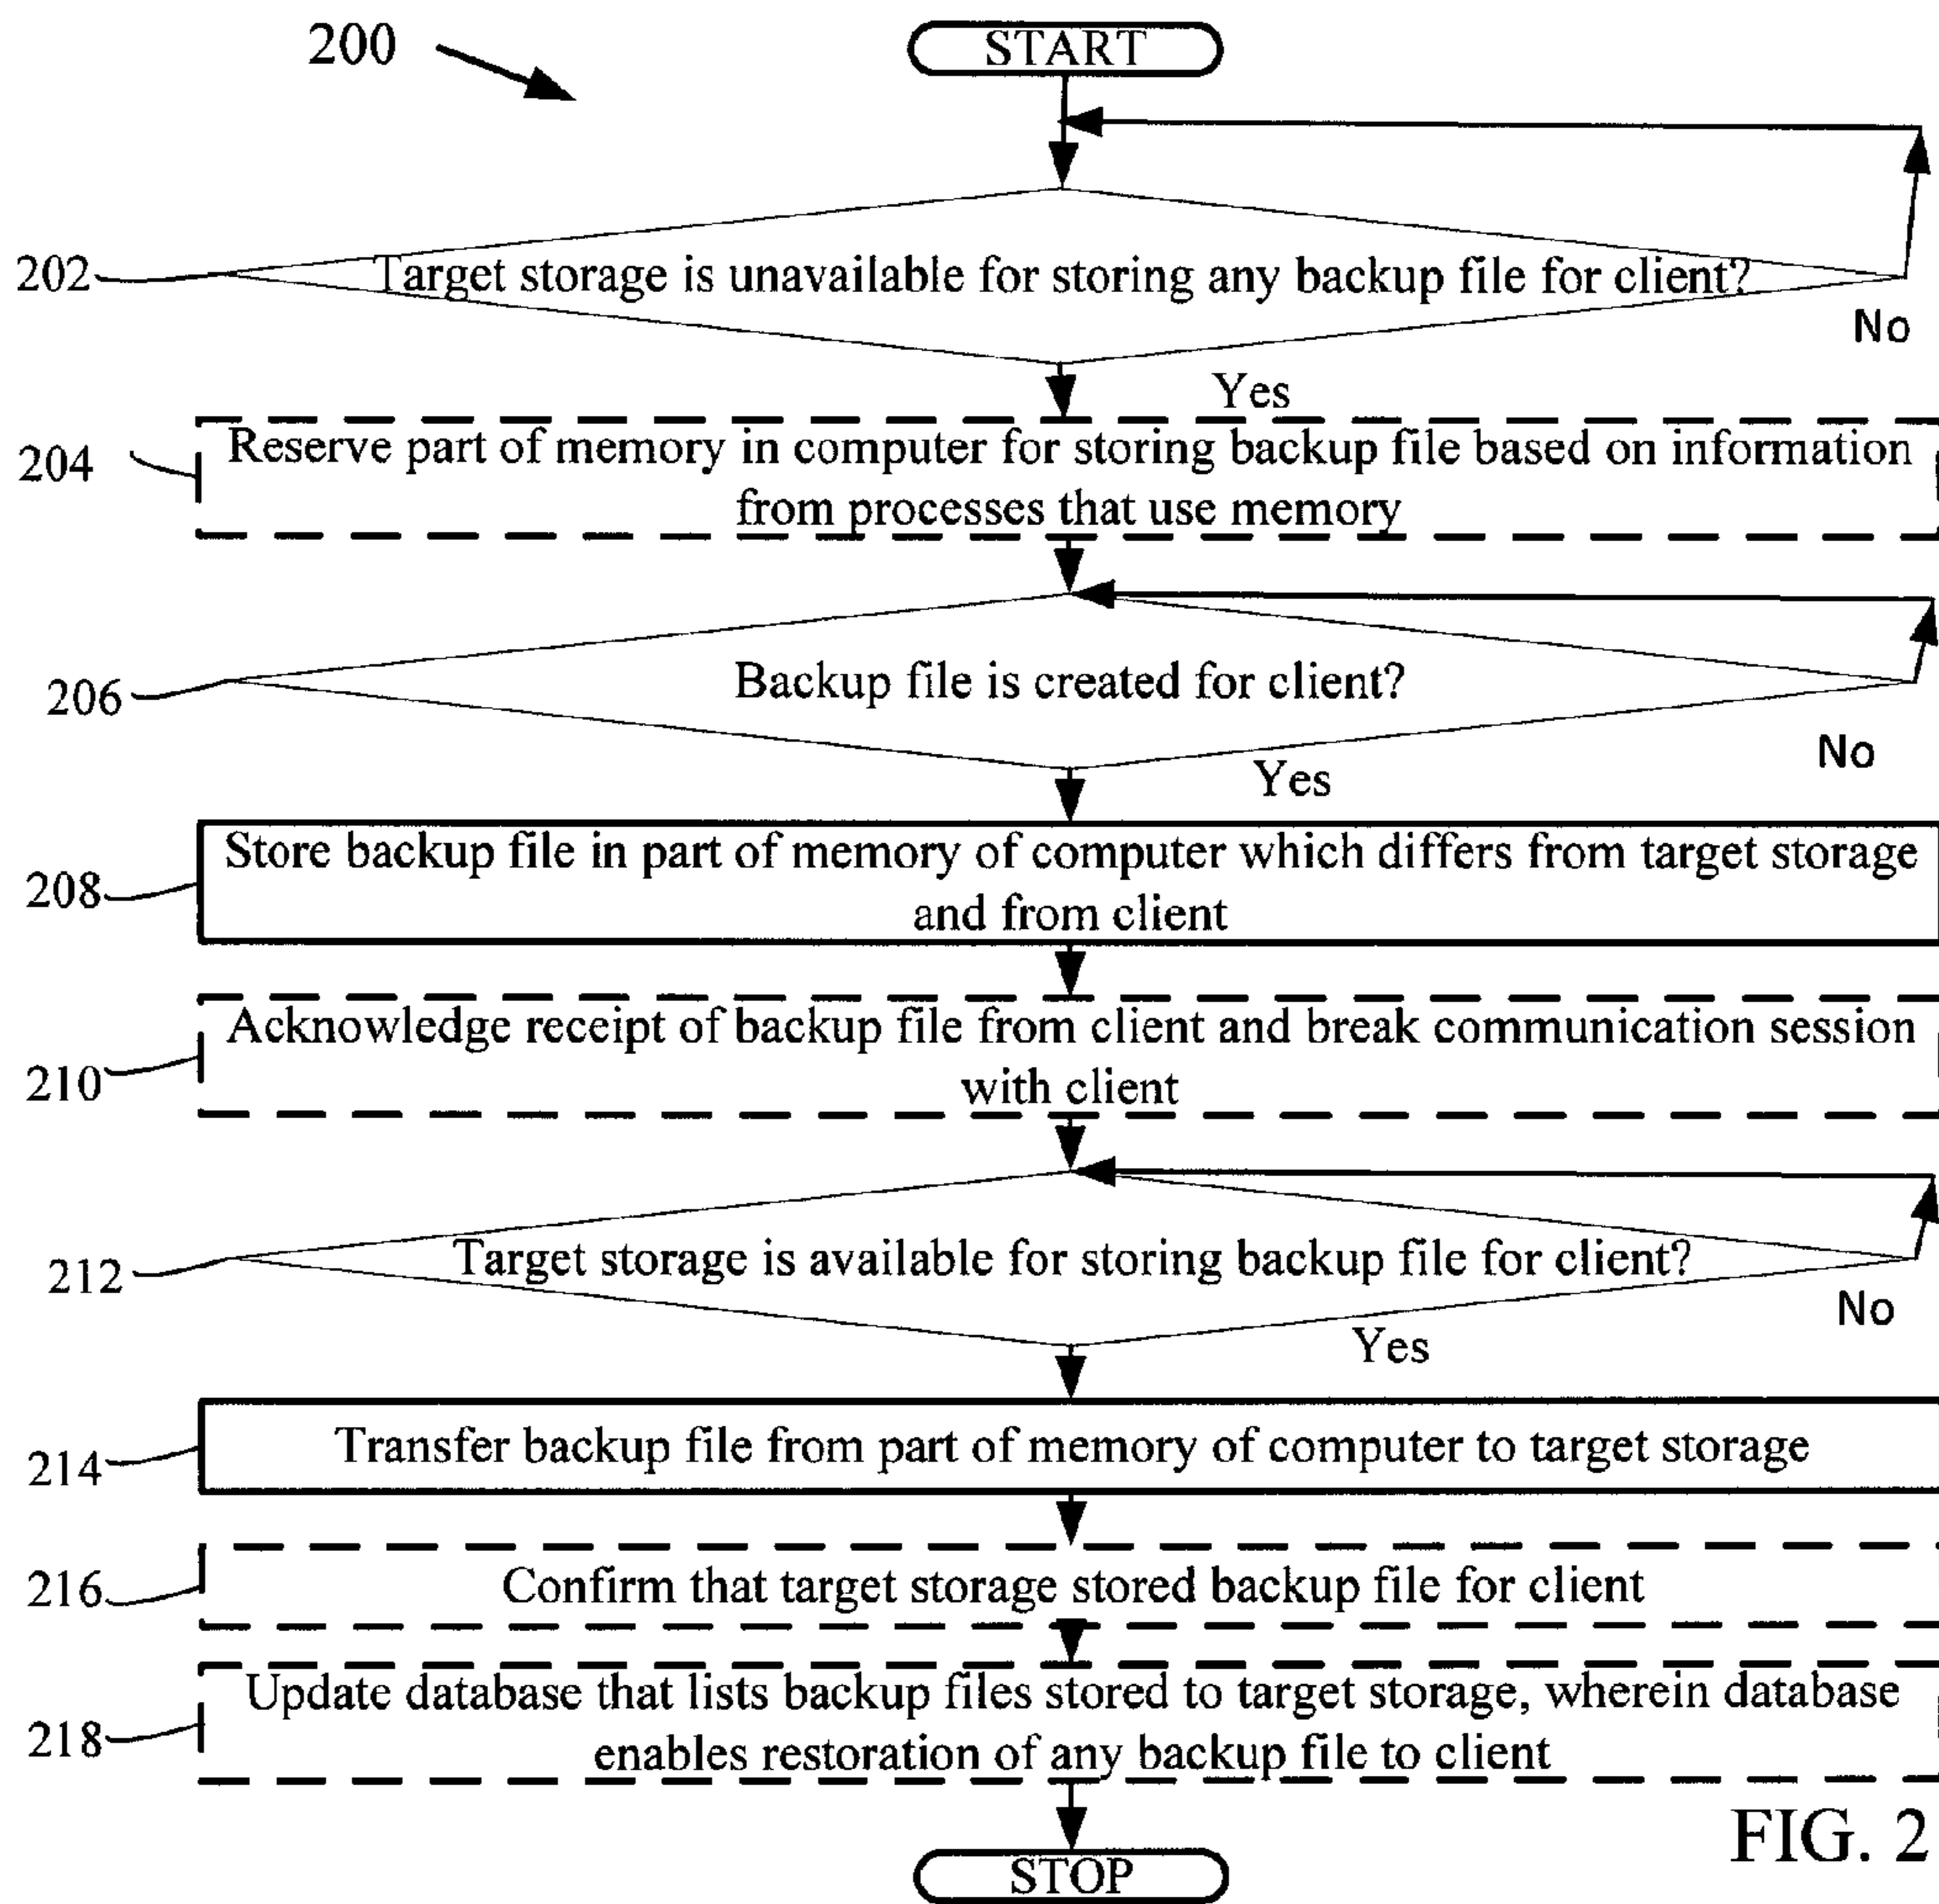 200
START
202
Target storage is unavailable for storing any backup file for client?
No
Yes
204
Reserve part of memory in computer for storing backup file based on information
from processes that use memory
206
Backup file is created for client?
No
Yes
208
Store backup file in part of memory of computer which differs from target storage
and from client
210
Acknowledge receipt of backup file from client and break communication session
with client
212
Target storage is available for storing backup file for client?
No
Yes
214
Transfer backup file from part of memory of computer to target storage
216
Confirm that target storage stored backup file for client
218
Update database that lists backup files stored to target storage, wherein database
enables restoration of any backup file to client
STOP
FIG. 2